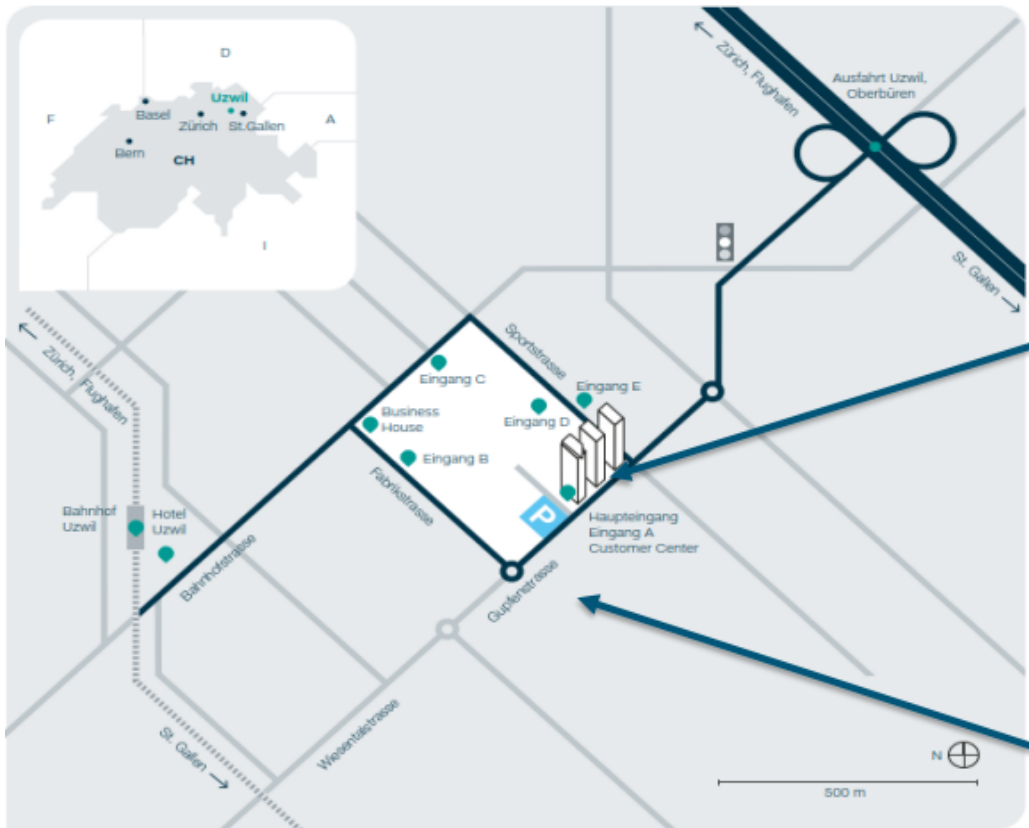 D
F
Basel
Uzwil
Zürich
St.Gallen
A
Bern
CH
I
Zürich, Flughafen
Ausfahrt Uzwil,
Oberbüren
St. Gallen
Zürich, Flughafen
Sportstrasse
Eingang C
Eingang E
Business
House
Eingang D
Eingang B
Fabrikstrasse
P
Haupteingang
Eingang A
Customer Center
Bahnhof
Uzwil
Hotel
Uzwil
Bahnhofstrasse
Gupfenstrasse
Wiesentalstrasse
St. Gallen
N
500 m